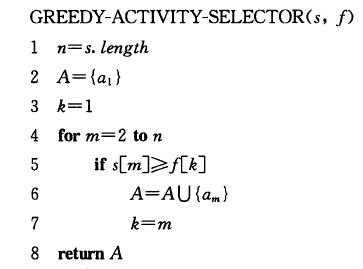 GREEDY-ACTIVITY-SELECTOR(s, f)
1 n=s. length
2 A={a₁}
3 k=1
4 for m=2 to n
5 if s[m]⩾f[k]
6 A=A∪{aₘ}
7 k=m
8 return A